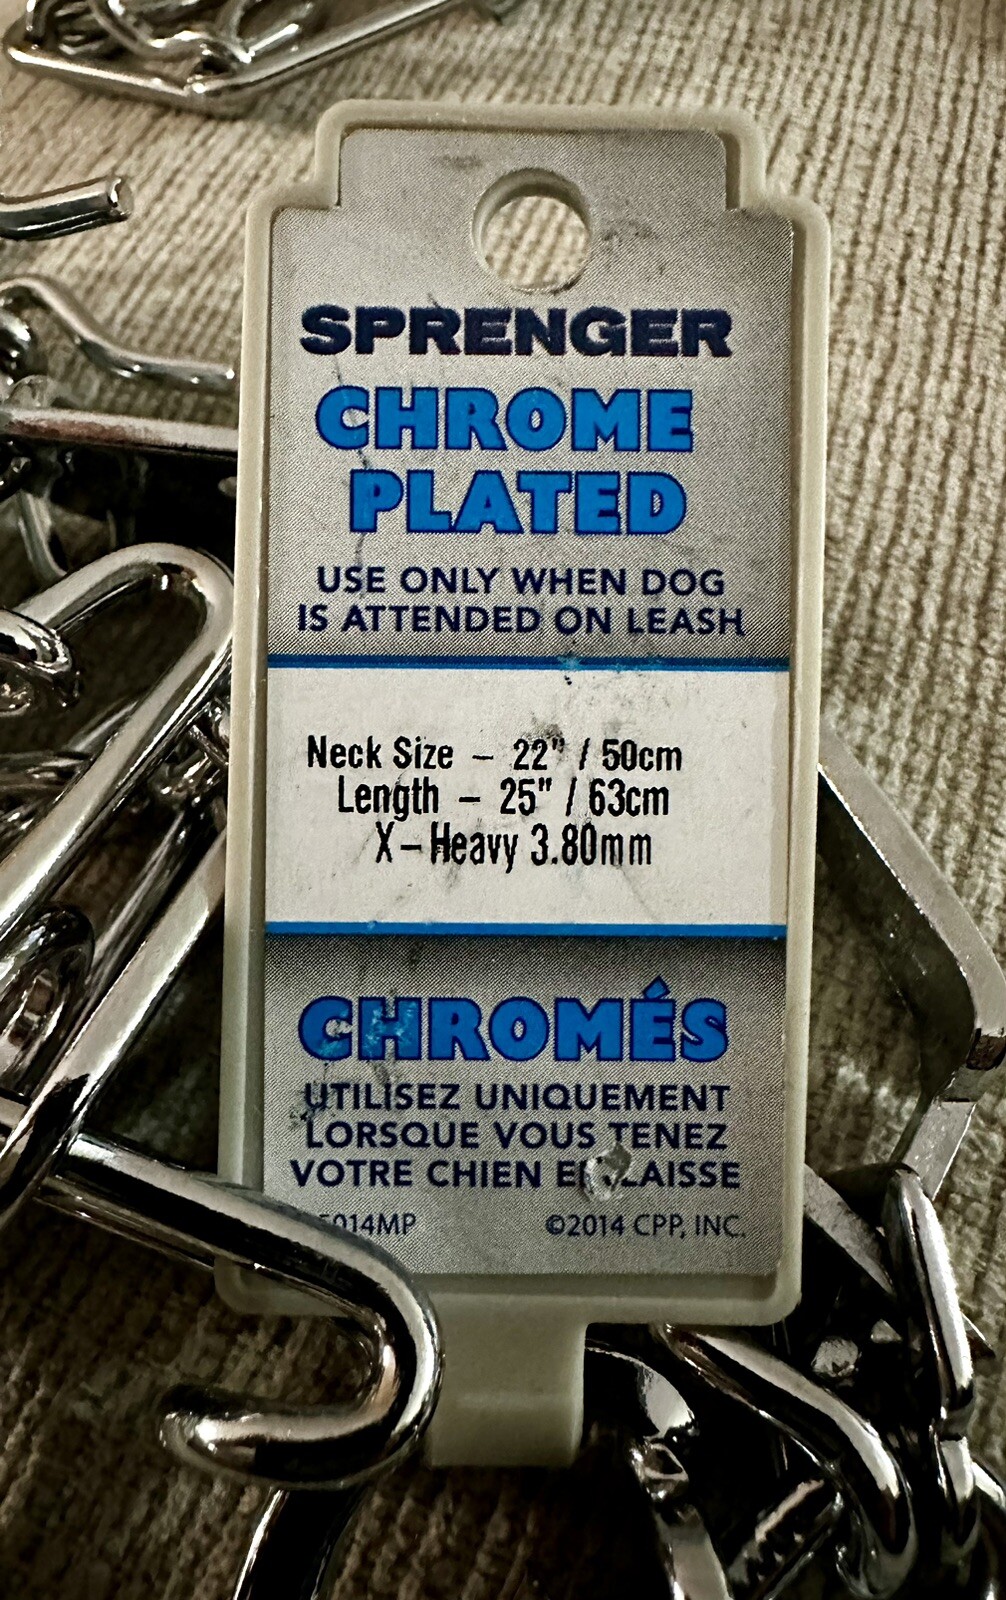 SPRENGER
CHROME
PLATED
USE ONLY WHEN DOG
IS ATTENDED ON LEASH
Neck Size – 22" / 50cm
Length – 25" / 63cm
X – Heavy 3.80mm
CHROMÉS
UTILISEZ UNIQUEMENT
LORSQUE VOUS TENEZ
VOTRE CHIEN LAISSE
©2014 CPP, INC.